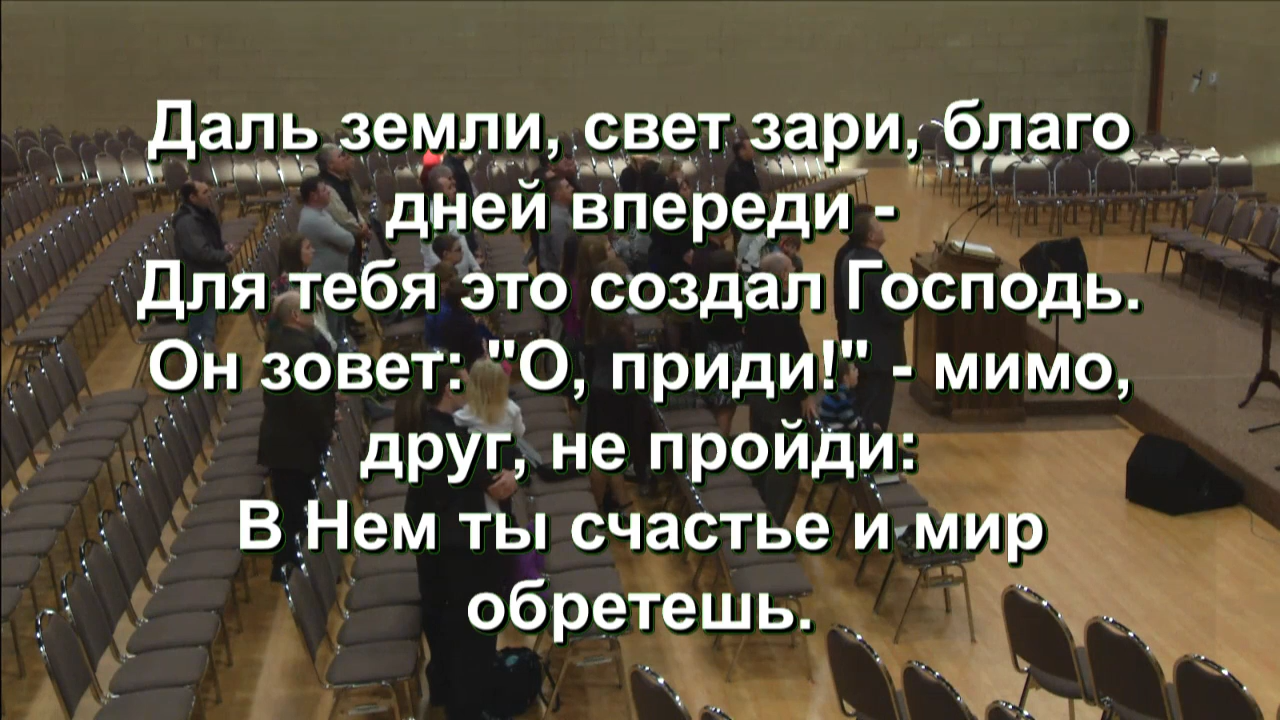 Даль земли, свет зари, благо
дней впереди -
Для тебя это создал Господь.
Он зовет: "О, приди!" - мимо,
друг, не пройди:
В Нем ты счастье и мир
обретешь.